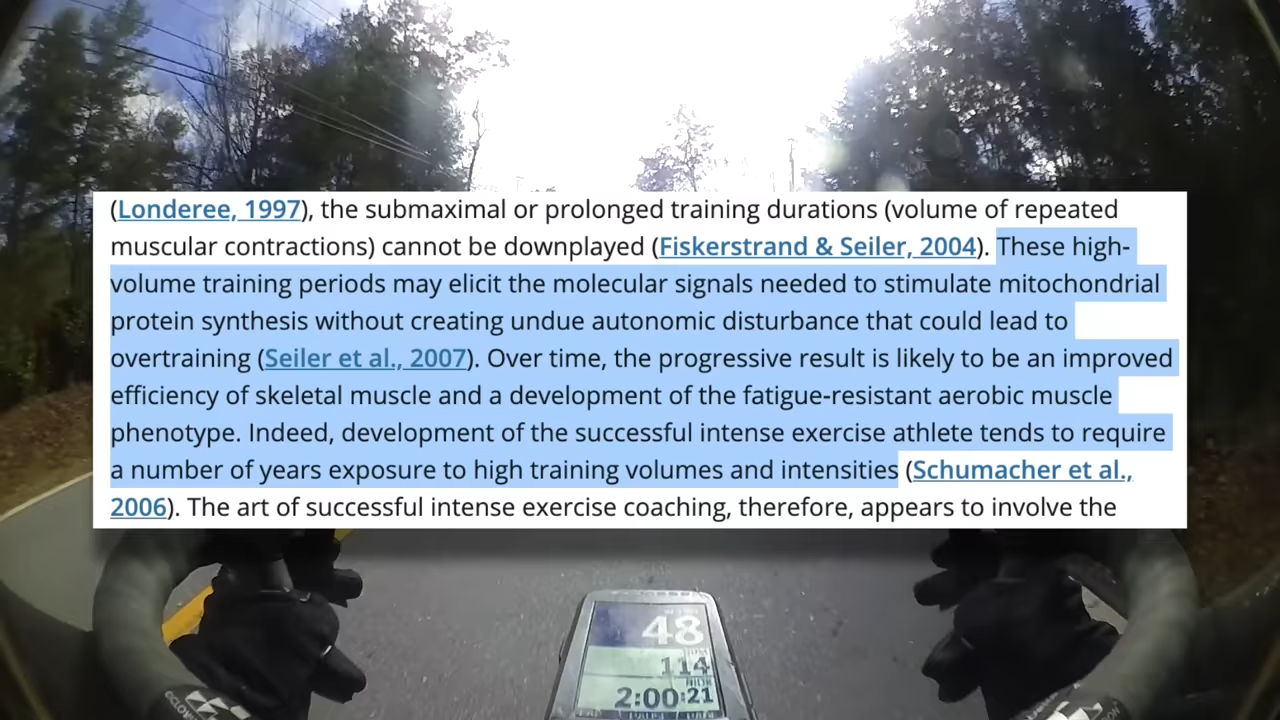 (Londeree, 1997), the submaximal or prolonged training durations (volume of repeated
muscular contractions) cannot be downplayed (Fiskerstrand & Seiler, 2004). These high-
volume training periods may elicit the molecular signals needed to stimulate mitochondrial
protein synthesis without creating undue autonomic disturbance that could lead to
overtraining (Seiler et al., 2007). Over time, the progressive result is likely to be an improved
efficiency of skeletal muscle and a development of the fatigue-resistant aerobic muscle
phenotype. Indeed, development of the successful intense exercise athlete tends to require
a number of years exposure to high training volumes and intensities (Schumacher et al.,
2006). The art of successful intense exercise coaching, therefore, appears to involve the
48
114
2:00:21